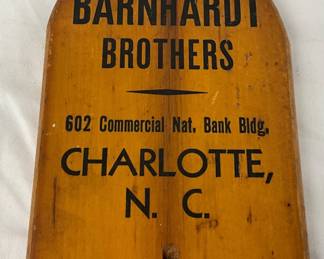 BARNHARDT
BROTHERS
602 Commercial Nat. Bank Bldg.
CHARLOTTE,
N. C.